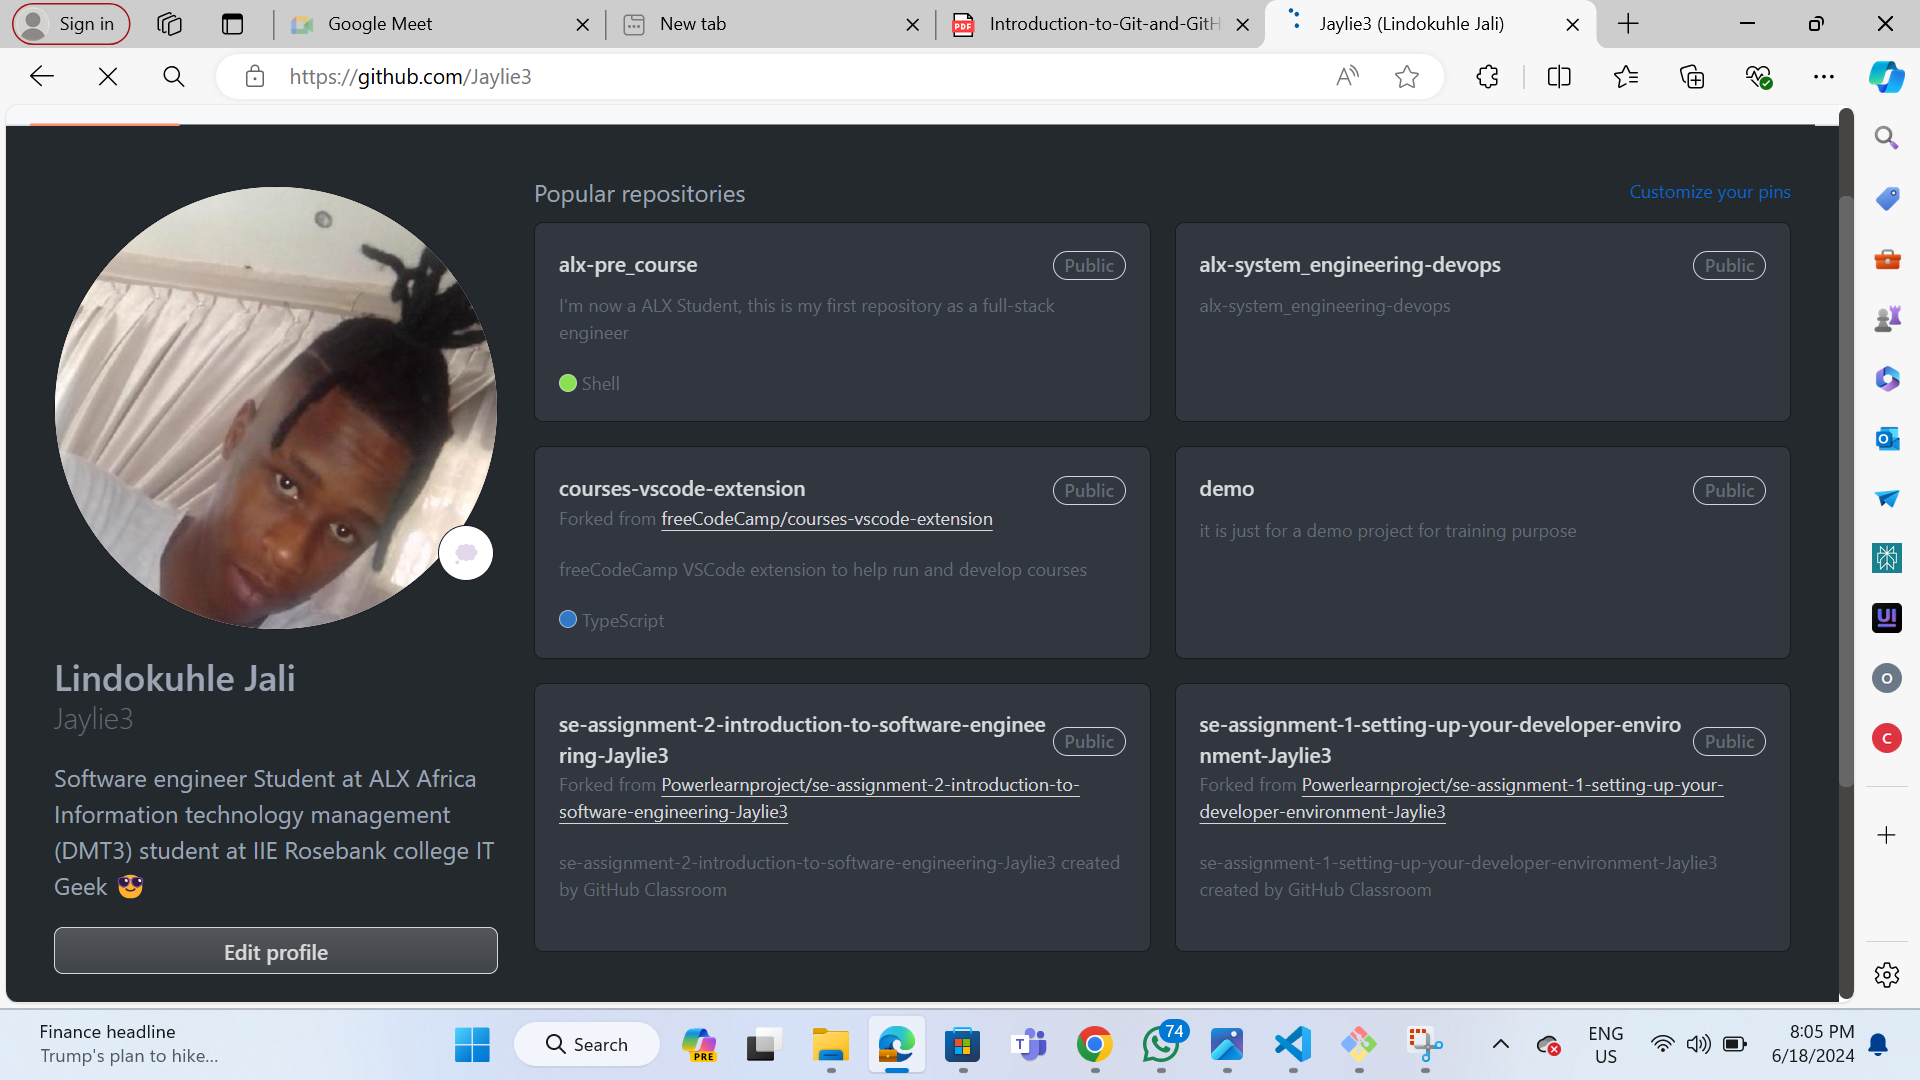 Sign in
Google Meet
New tab
Introduction-to-Git-and-GitH
Jaylie3 (Lindokuhle Jali)
https://github.com/Jaylie3
Popular repositories
Customize your pins
alx-pre_course
Public
I'm now a ALX Student, this is my first repository as a full-stack
engineer
Shell
alx-system_engineering-devops
Public
alx-system_engineering-devops
courses-vscode-extension
Public
Forked from freeCodeCamp/courses-vscode-extension
freeCodeCamp VSCode extension to help run and develop courses
TypeScript
demo
Public
it is just for a demo project for training purpose
se-assignment-2-introduction-to-software-enginee
ring-Jaylie3
Public
Forked from Powerlearnproject/se-assignment-2-introduction-to-
software-engineering-Jaylie3
se-assignment-2-introduction-to-software-engineering-Jaylie3 created
by GitHub Classroom
se-assignment-1-setting-up-your-developer-enviro
nment-Jaylie3
Public
Forked from Powerlearnproject/se-assignment-1-setting-up-your-
developer-environment-Jaylie3
se-assignment-1-setting-up-your-developer-environment-Jaylie3
created by GitHub Classroom
Lindokuhle Jali
Jaylie3
Software engineer Student at ALX Africa
Information technology management
(DMT3) student at IIE Rosebank college IT
Geek 😎
Edit profile
UI
O
C
Finance headline
Trump's plan to hike...
Search
PRE
74
ENG
US
8:05 PM
6/18/2024